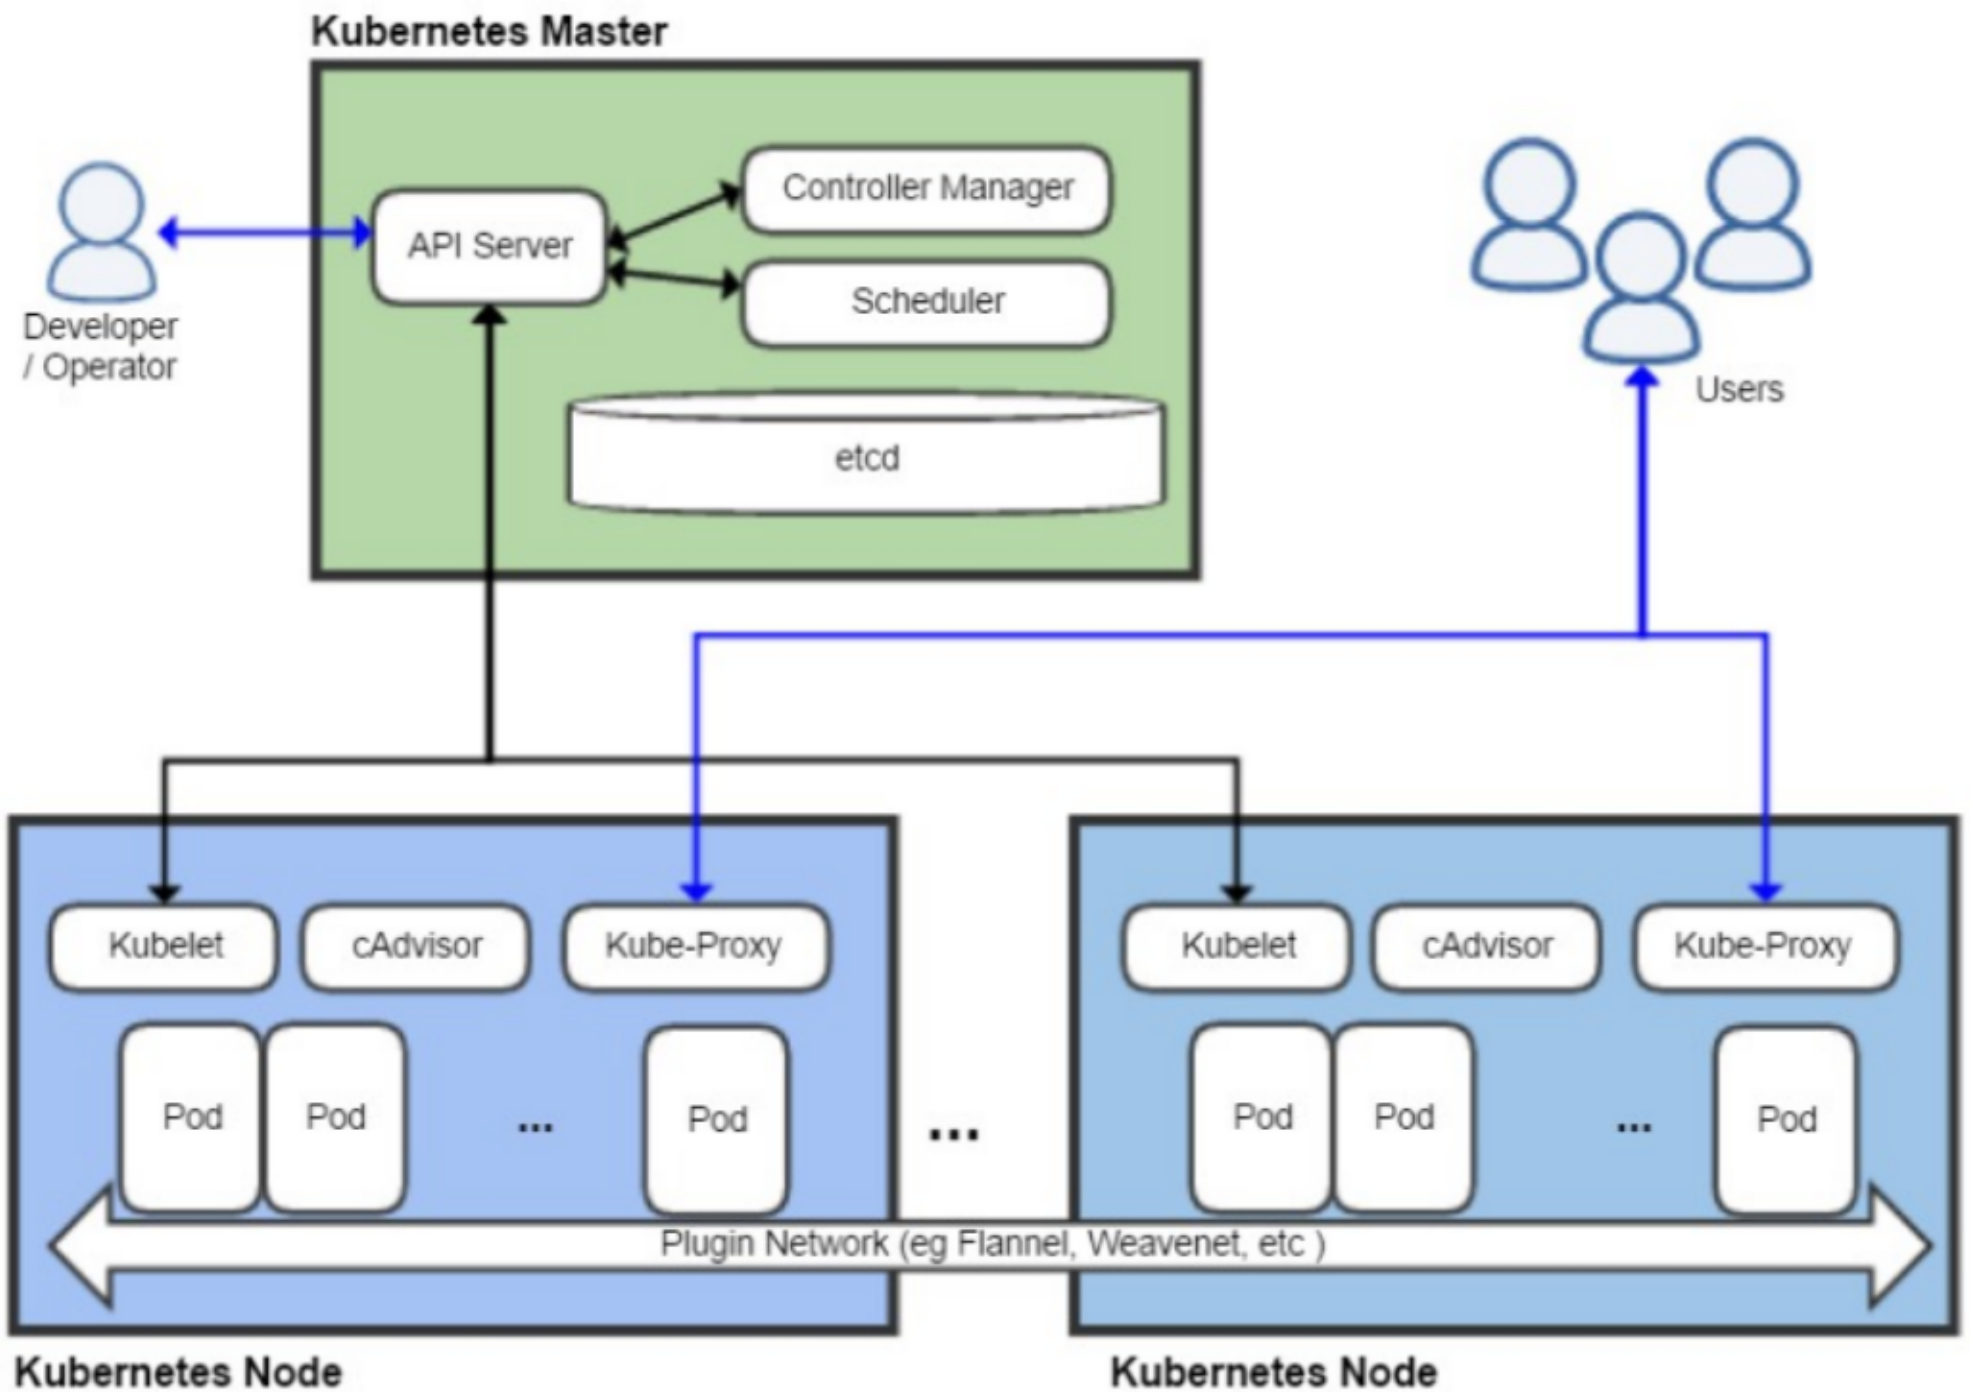 Kubernetes Master
Controller Manager
API Server
Scheduler
Developer
/ Operator
Users
etcd
Kubelet
cAdvisor
Kube-Proxy
Kubelet
cAdvisor
Kube-Proxy
Pod
Pod
...
Pod
...
Pod
Pod
...
Pod
Plugin Network (eg Flannel, Weavenet, etc )
Kubernetes Node
Kubernetes Node